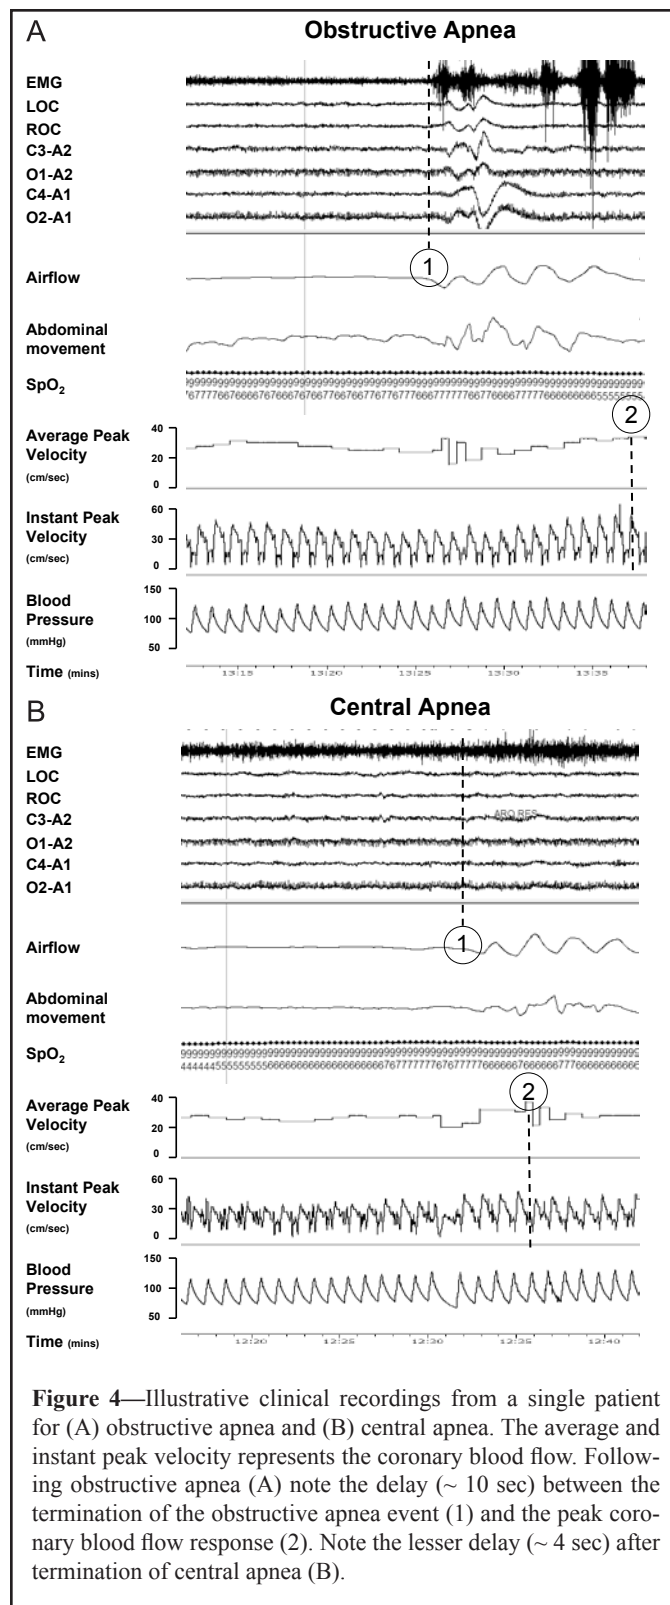 A
Obstructive Apnea
EMG
LOC
ROC
C3-A2
O1-A2
C4-A1
O2-A1
1
Airflow
Abdominal
movement
SpO2
2
Average Peak
Velocity
(cm/sec)
40
20
0
Instant Peak
Velocity
(cm/sec)
60
30
0
Blood
Pressure
(mmHg)
150
100
50
Time (mins)
13:15 13:20 13:25 13:30 13:35
B
Central Apnea
EMG
LOC
ROC
C3-A2
ARO RES
O1-A2
C4-A1
O2-A1
1
Airflow
Abdominal
movement
SpO2
2
Average Peak
Velocity
(cm/sec)
40
20
0
Instant Peak
Velocity
(cm/sec)
60
30
0
Blood
Pressure
(mmHg)
150
100
50
Time (mins)
12:20 12:25 12:30 12:35 12:40
Figure 4—Illustrative clinical recordings from a single patient
for (A) obstructive apnea and (B) central apnea. The average and
instant peak velocity represents the coronary blood flow. Follow-
ing obstructive apnea (A) note the delay (~ 10 sec) between the
termination of the obstructive apnea event (1) and the peak coro-
nary blood flow response (2). Note the lesser delay (~ 4 sec) after
termination of central apnea (B).